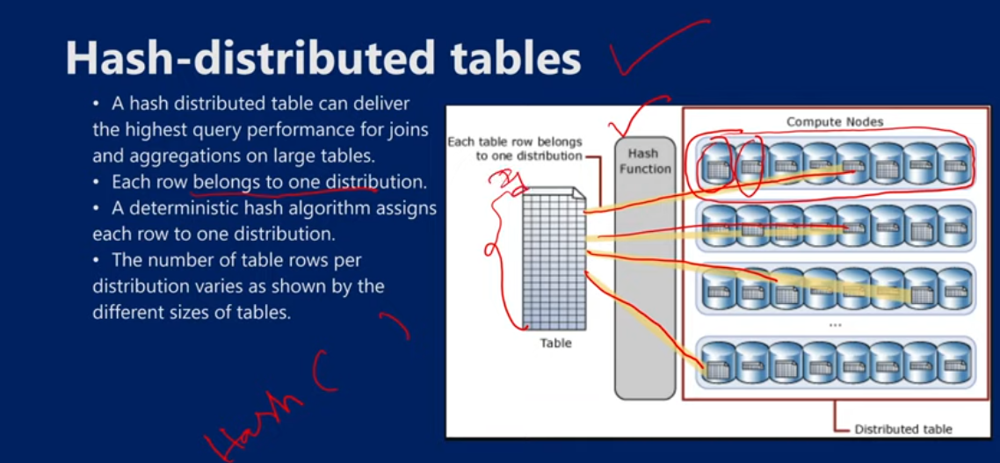 Hash-distributed tables
• A hash distributed table can deliver
the highest query performance for joins
and aggregations on large tables.
• Each row belongs to one distribution.
• A deterministic hash algorithm assigns
each row to one distribution.
• The number of table rows per
distribution varies as shown by the
different sizes of tables.
Hash ( )
Each table row belongs
to one distribution
Table
Hash
Function
Compute Nodes
...
Distributed table